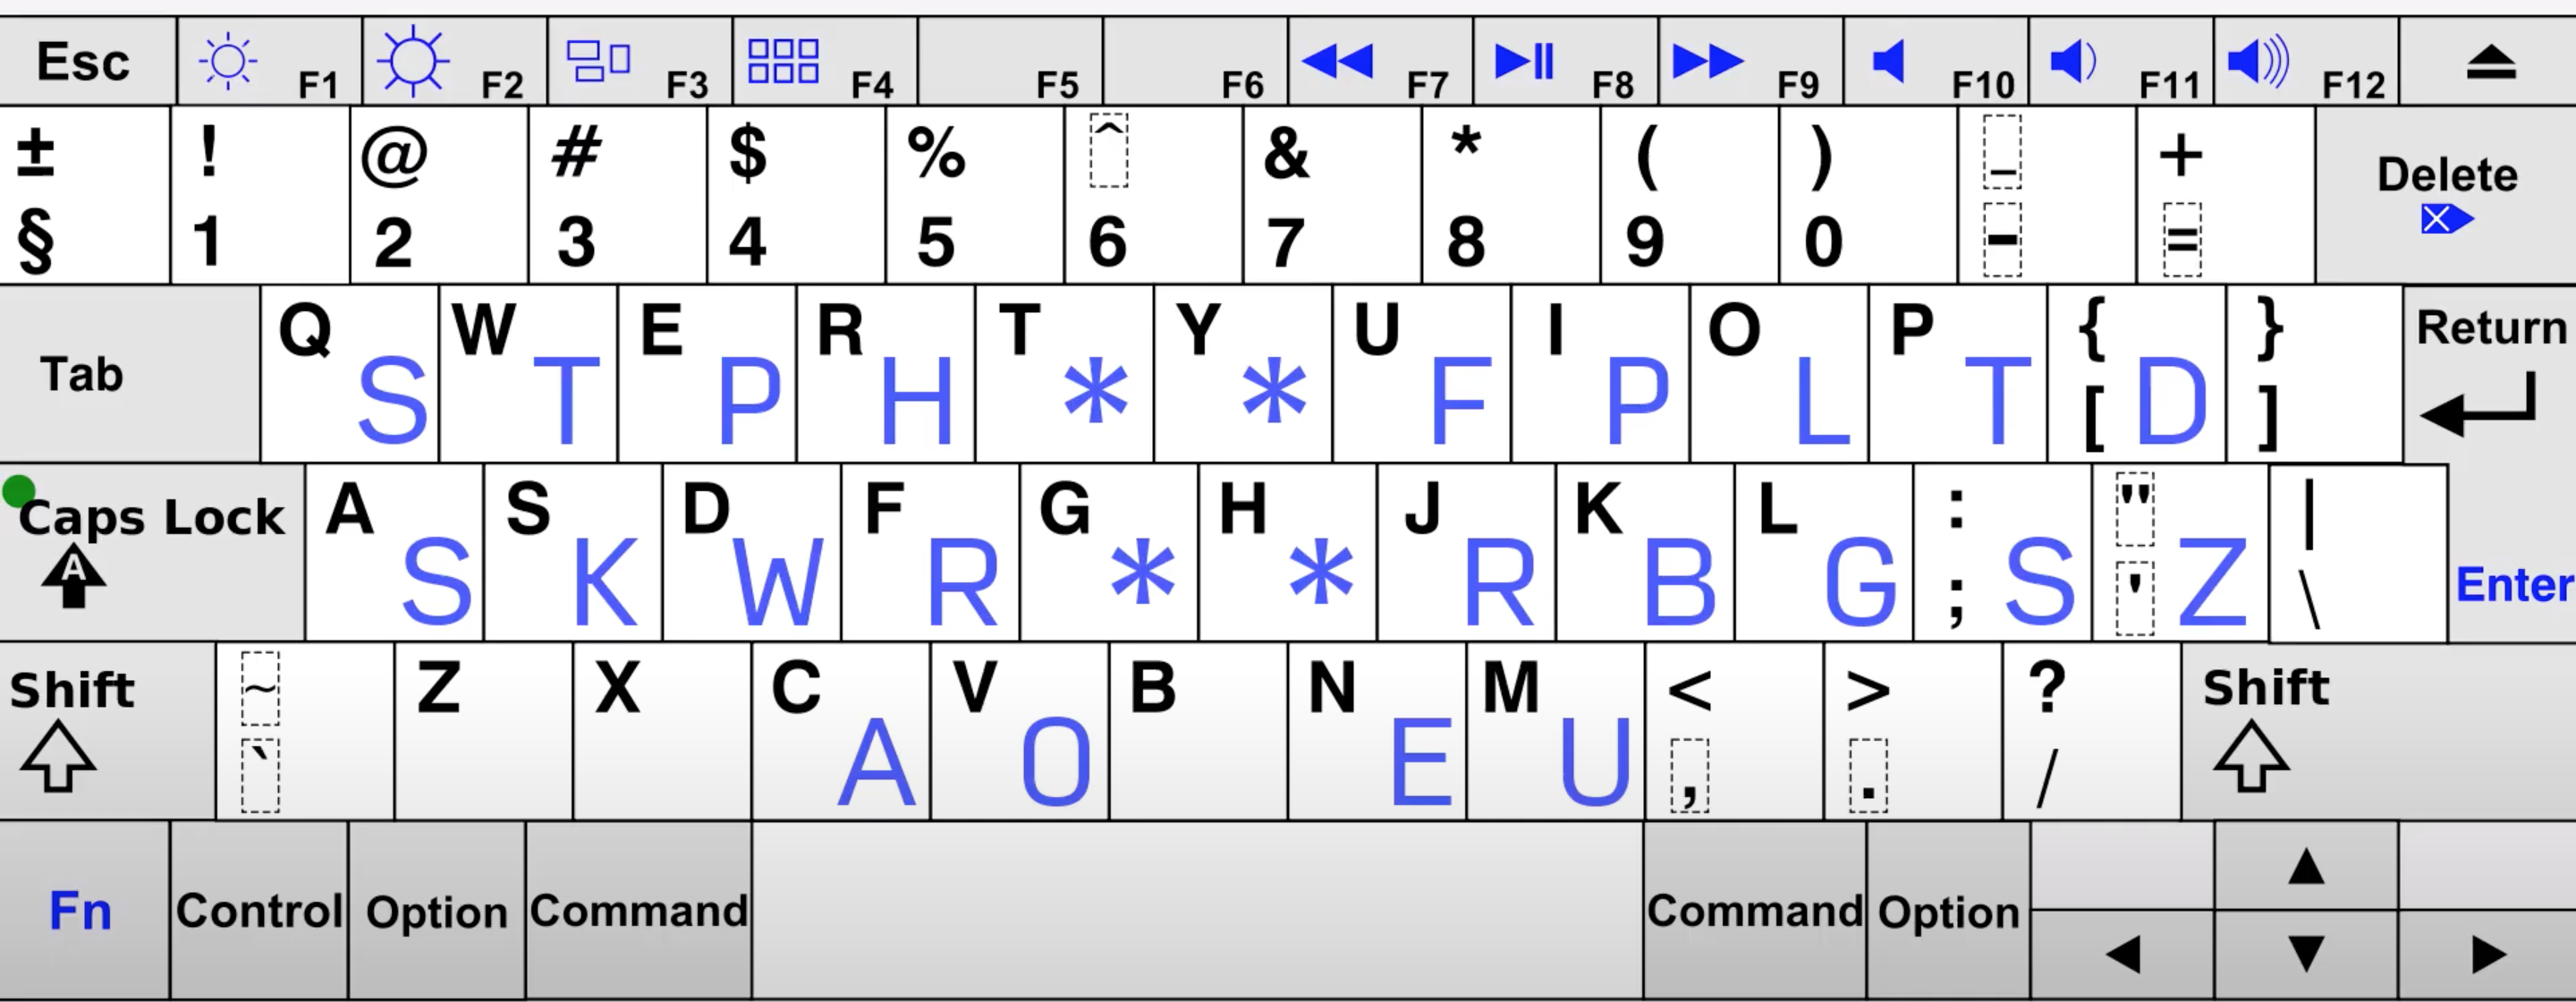 Esc F1 F2 F3 F4 F5 F6 F7 F8 F9 F10 F11 F12
± ! @ # $ % ^ & * ( ) _ + Delete
§ 1 2 3 4 5 6 7 8 9 0 - =
Tab Q S W T E P R H T * Y * U F I P O L P T { [ D } ] Return
Caps Lock A A S S K D W F R G * H * J R K B L G : ; S " ' Z | \ Enter
Shift ~ ` Z X C A V O B N E M U < , > . ? / Shift
Fn Control Option Command Command Option